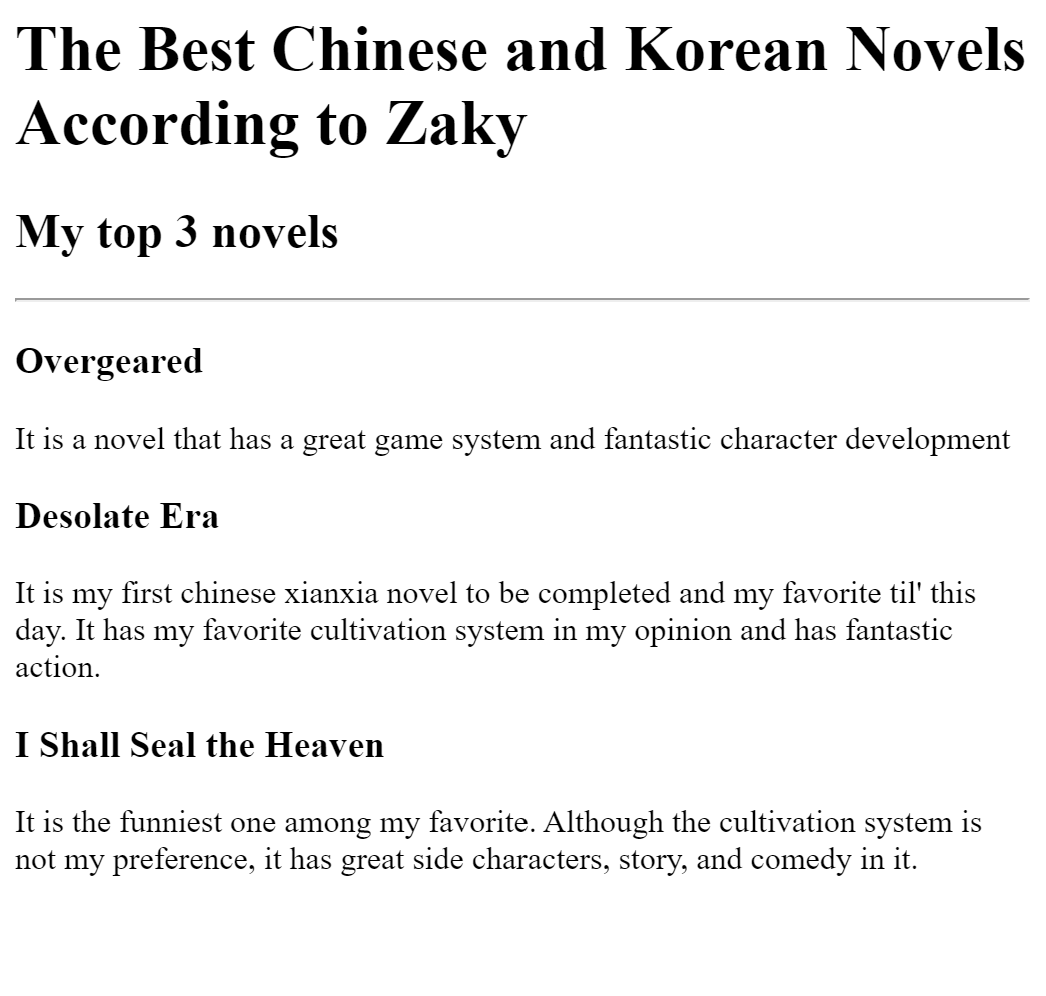 The Best Chinese and Korean Novels
According to Zaky
My top 3 novels
Overgeared
It is a novel that has a great game system and fantastic character development
Desolate Era
It is my first chinese xianxia novel to be completed and my favorite til' this
day. It has my favorite cultivation system in my opinion and has fantastic
action.
I Shall Seal the Heaven
It is the funniest one among my favorite. Although the cultivation system is
not my preference, it has great side characters, story, and comedy in it.